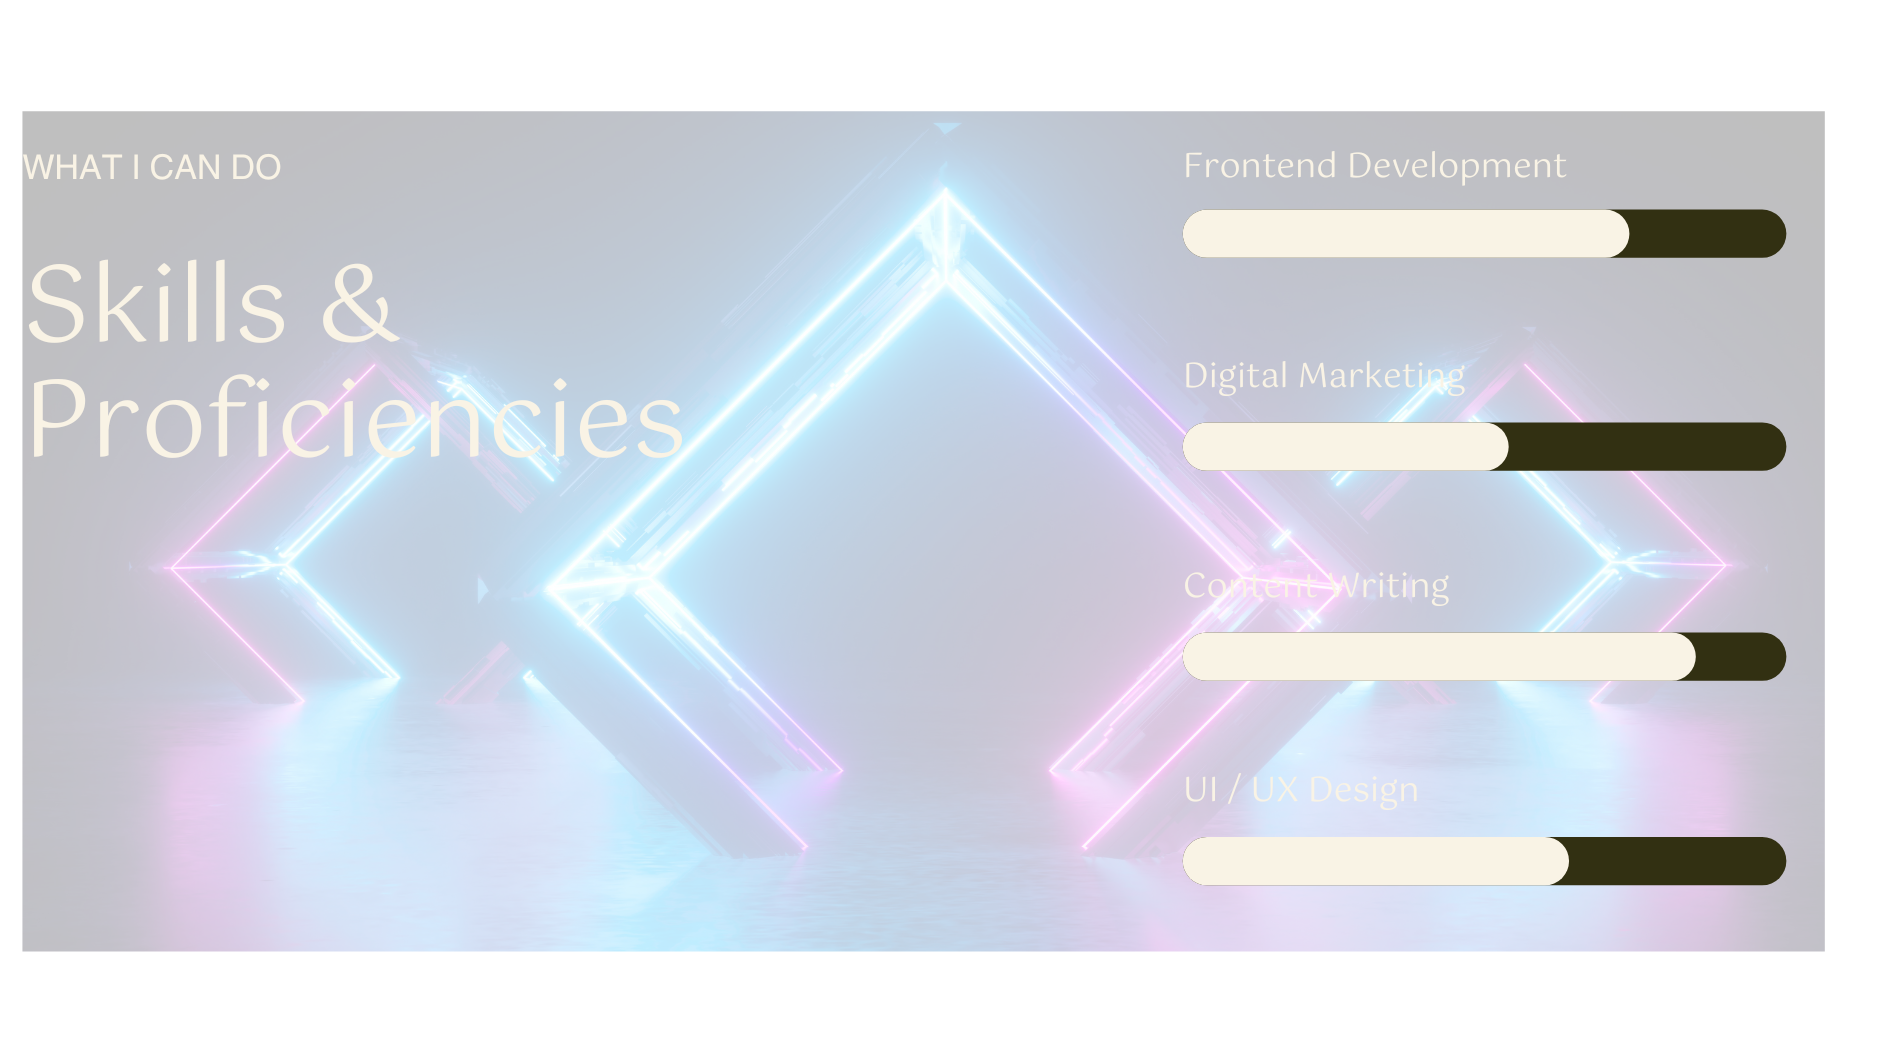 WHAT I CAN DO
Skills &
Proficiencies
Frontend Development
Digital Marketing
Content Writing
UI / UX Design